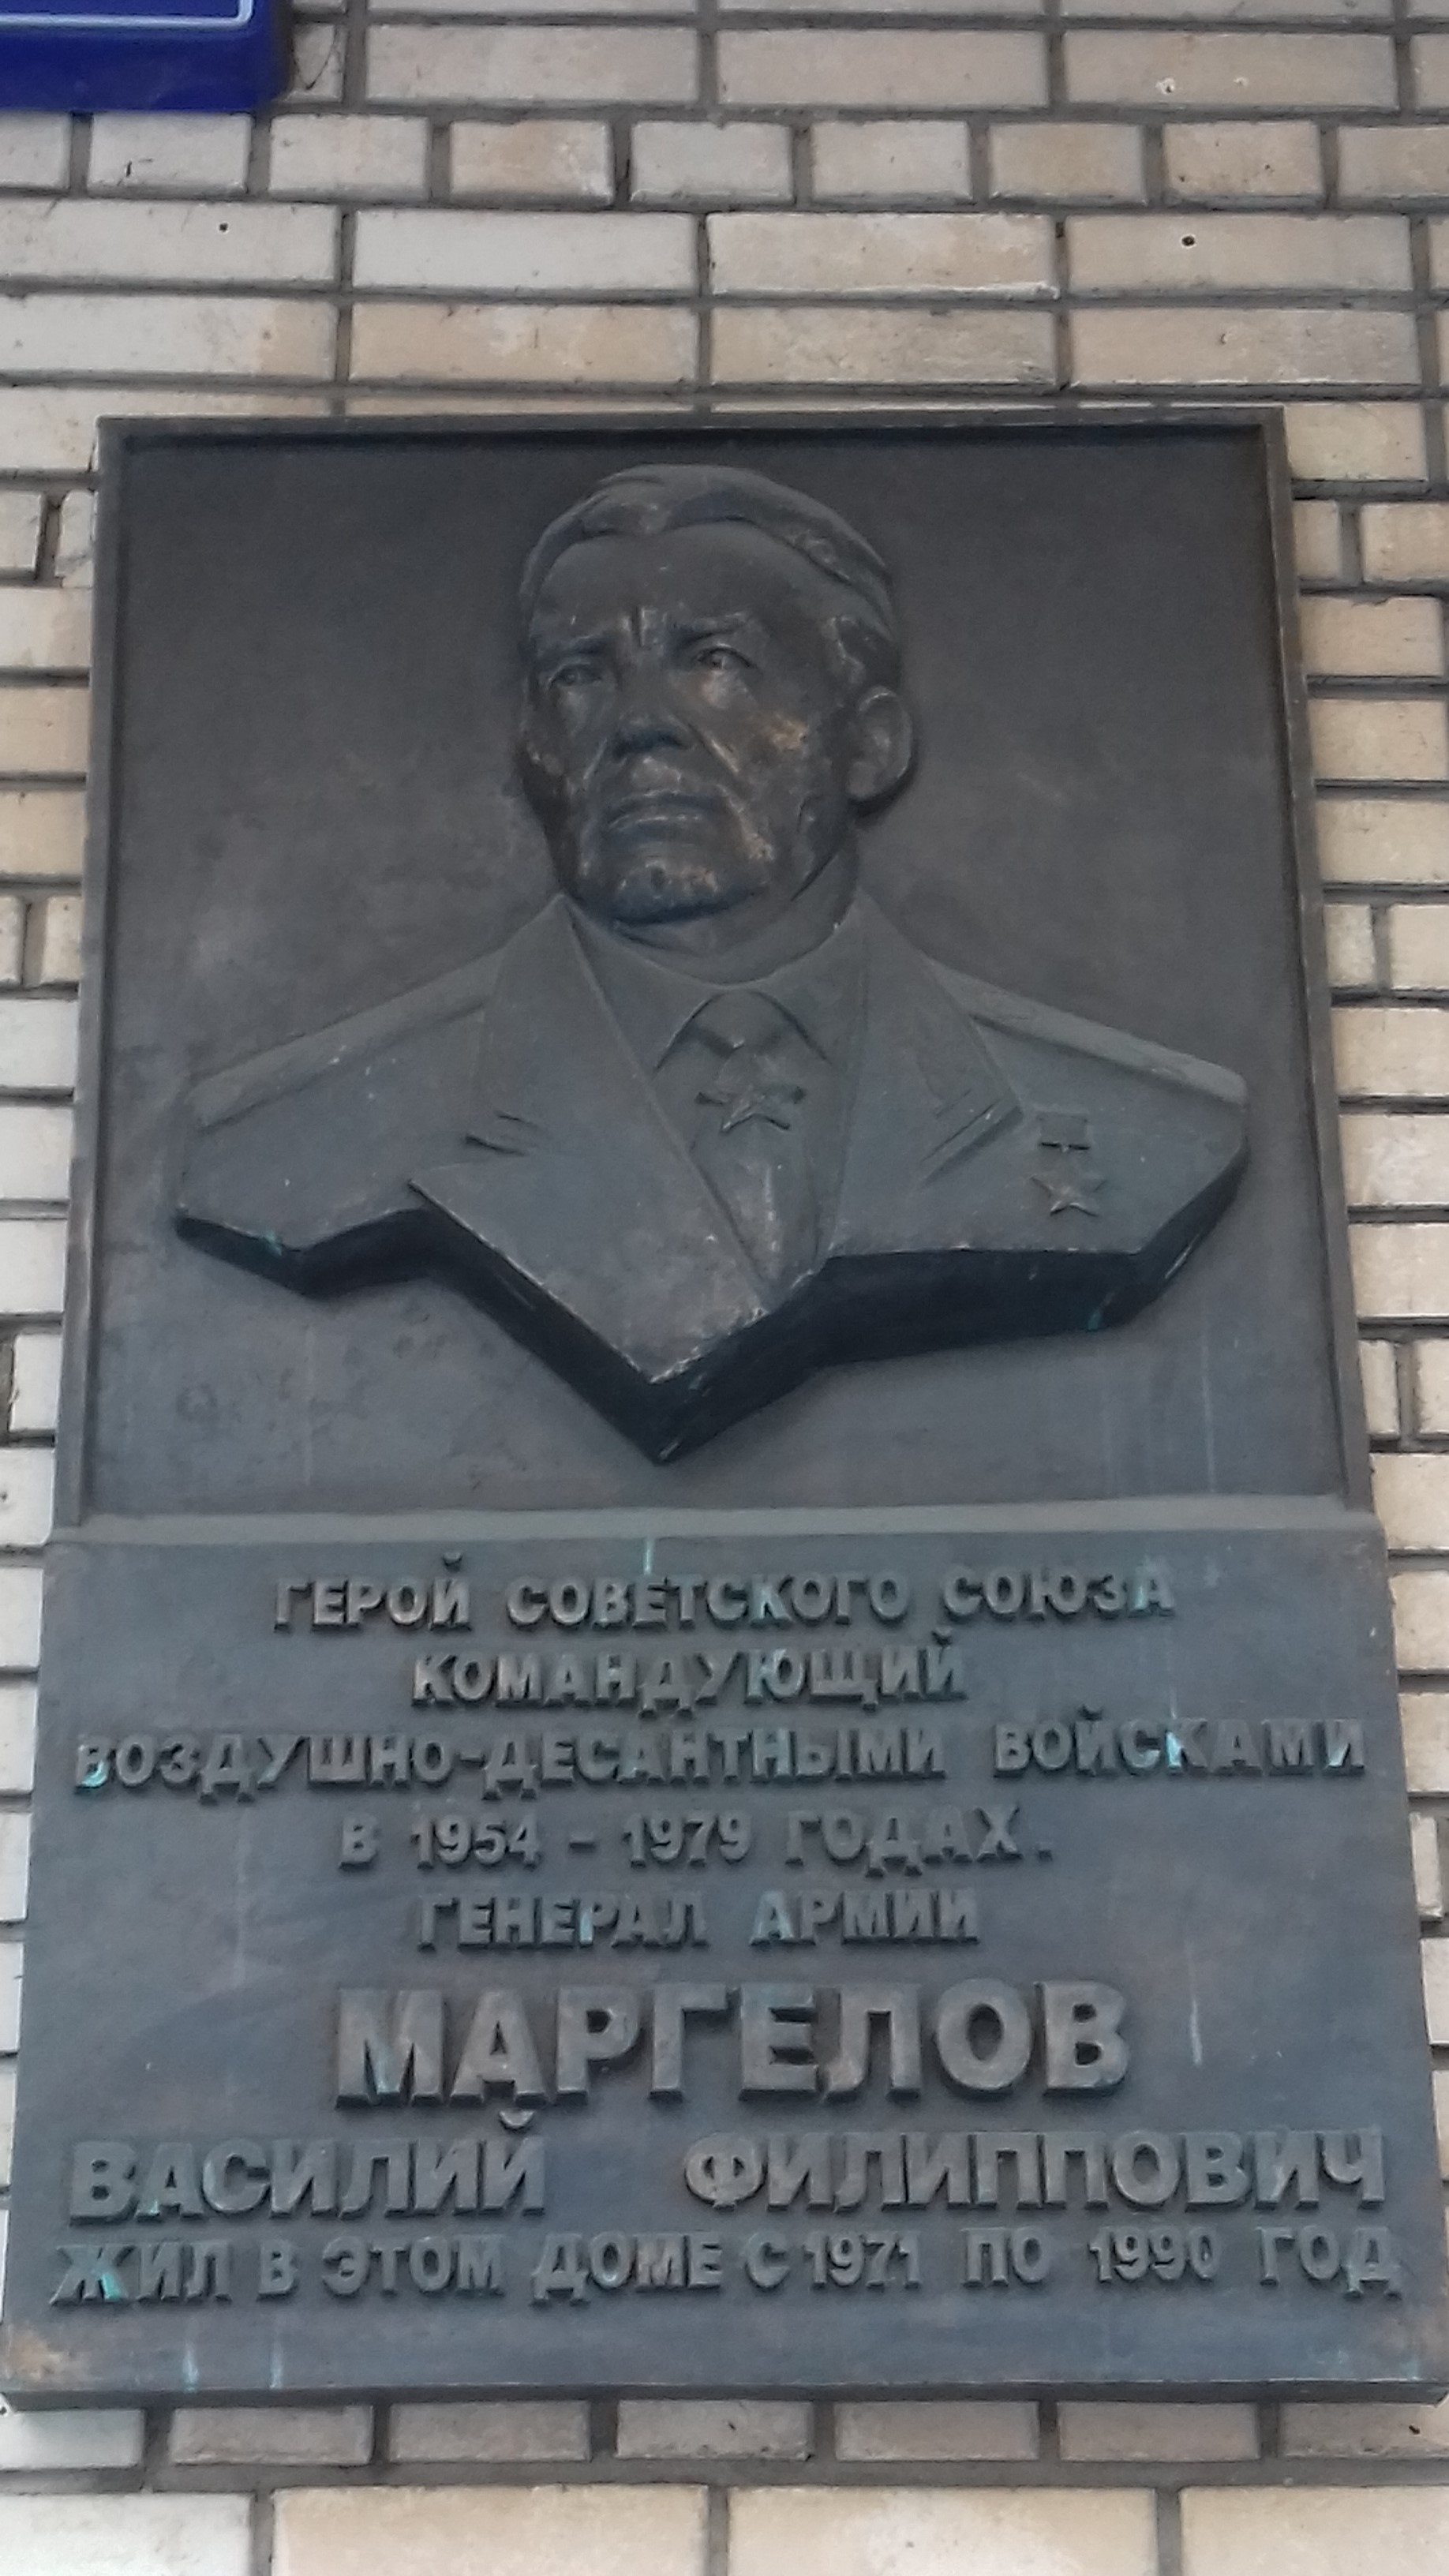 ГЕРОЙ СОВЕТСКОГО СОЮЗА
КОМАНДУЮЩИЙ
ВОЗДУШНО-ДЕСАНТНЫМИ ВОЙСКАМИ
В 1954 - 1979 ГОДАХ.
ГЕНЕРАЛ АРМИИ
МАРГЕЛОВ
ВАСИЛИЙ ФИЛИППОВИЧ
ЖИЛ В ЭТОМ ДОМЕ С 1971 ПО 1990 ГОД